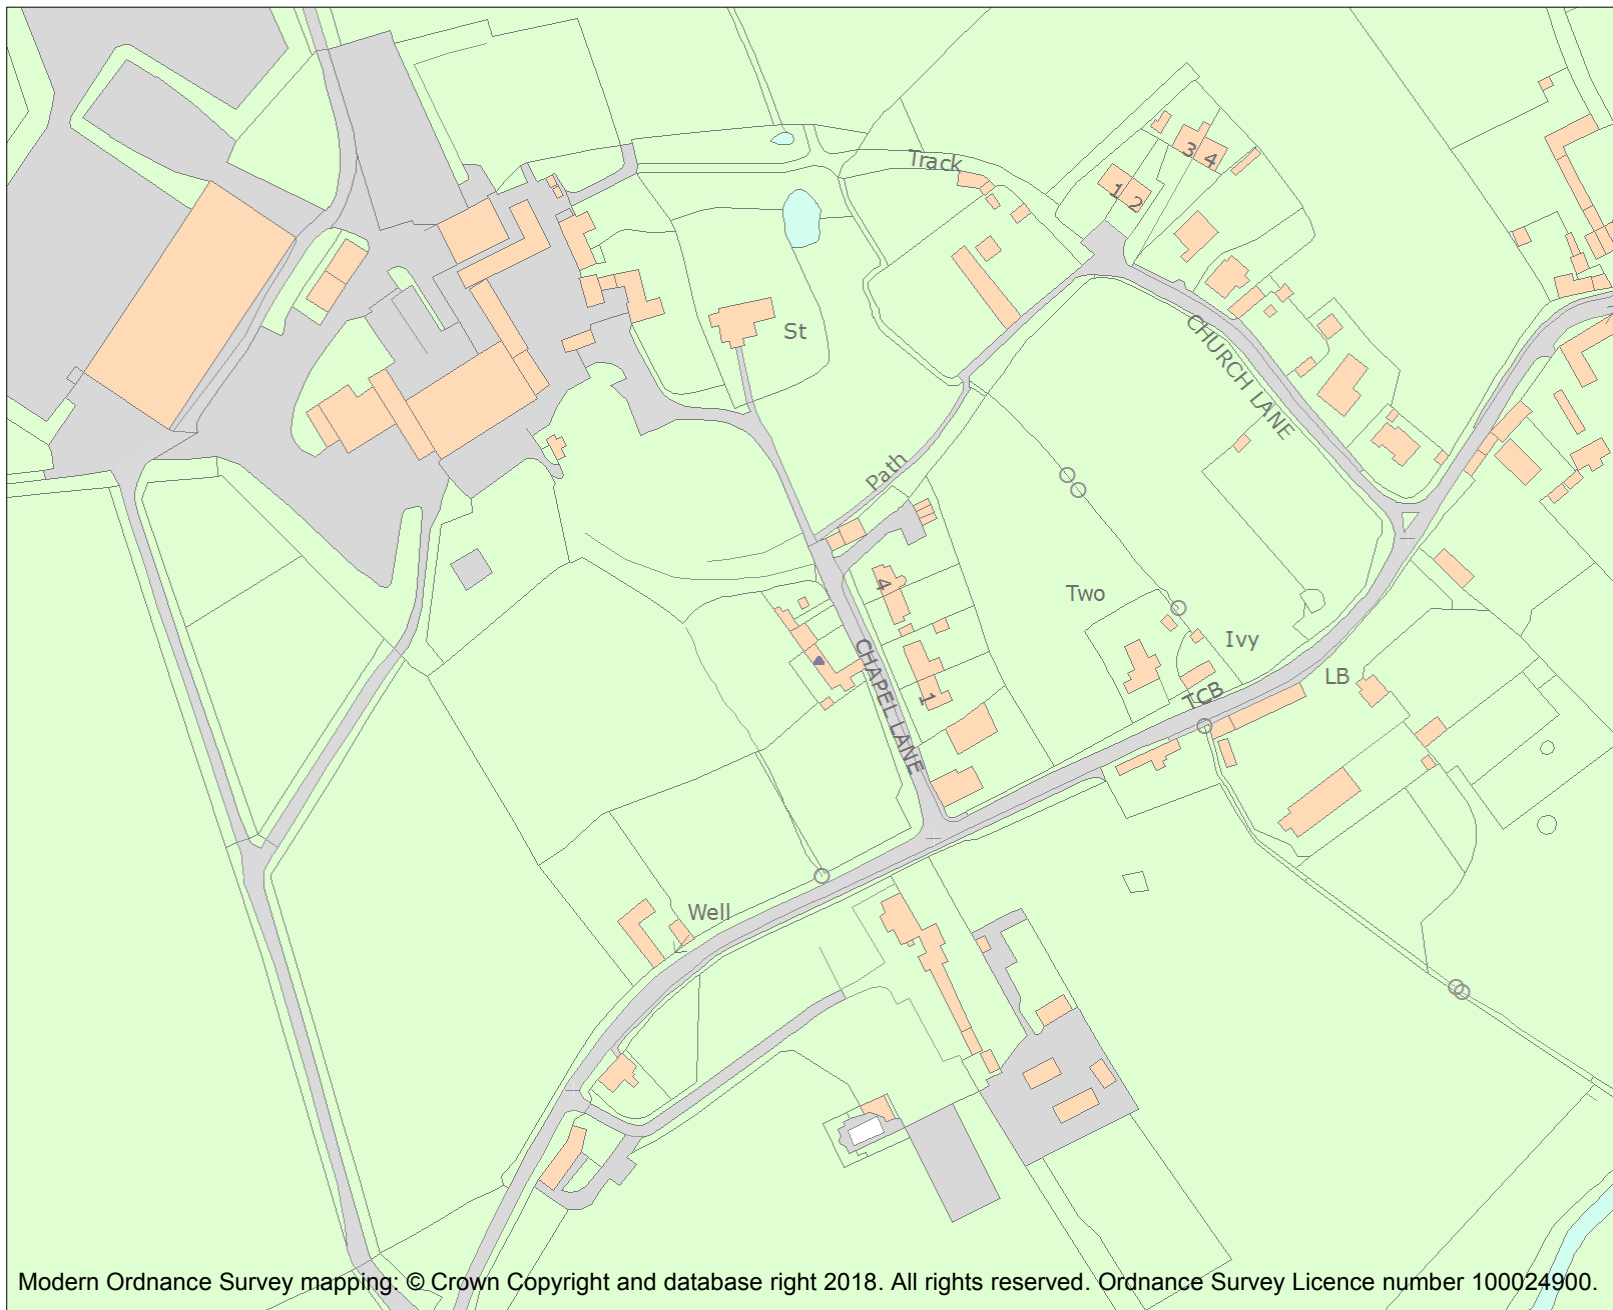 Track
3 4
1 2
St
CHURCH LANE
Path
4
Two
Ivy
CHAPEL LANE
1
LB
TCB
Well
Modern Ordnance Survey mapping: © Crown Copyright and database right 2018. All rights reserved. Ordnance Survey Licence number 100024900.